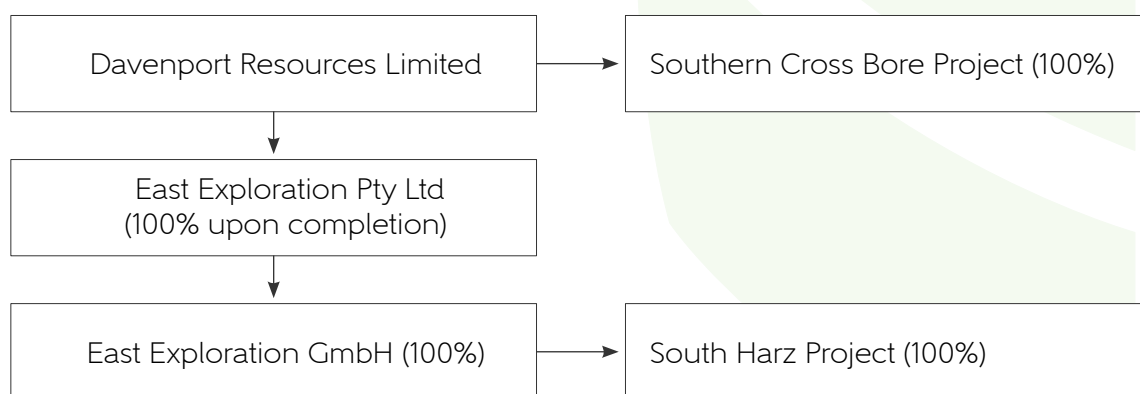 Davenport Resources Limited
Southern Cross Bore Project (100%)
East Exploration Pty Ltd
(100% upon completion)
East Exploration GmbH (100%)
South Harz Project (100%)